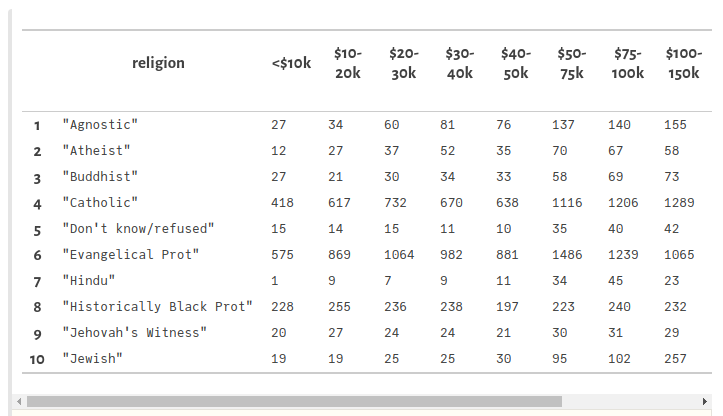 religion <$10k $10-20k $20-30k $30-40k $40-50k $50-75k $75-100k $100-150k
1 "Agnostic" 27 34 60 81 76 137 140 155
2 "Atheist" 12 27 37 52 35 70 67 58
3 "Buddhist" 27 21 30 34 33 58 69 73
4 "Catholic" 418 617 732 670 638 1116 1206 1289
5 "Don't know/refused" 15 14 15 11 10 35 40 42
6 "Evangelical Prot" 575 869 1064 982 881 1486 1239 1065
7 "Hindu" 1 9 7 9 11 34 45 23
8 "Historically Black Prot" 228 255 236 238 197 223 240 232
9 "Jehovah's Witness" 20 27 24 24 21 30 31 29
10 "Jewish" 19 19 25 25 30 95 102 257